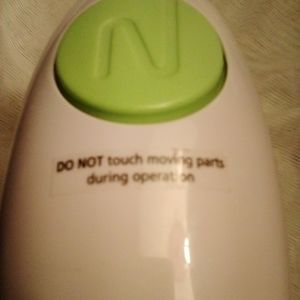 N
DO NOT touch moving parts
during operation